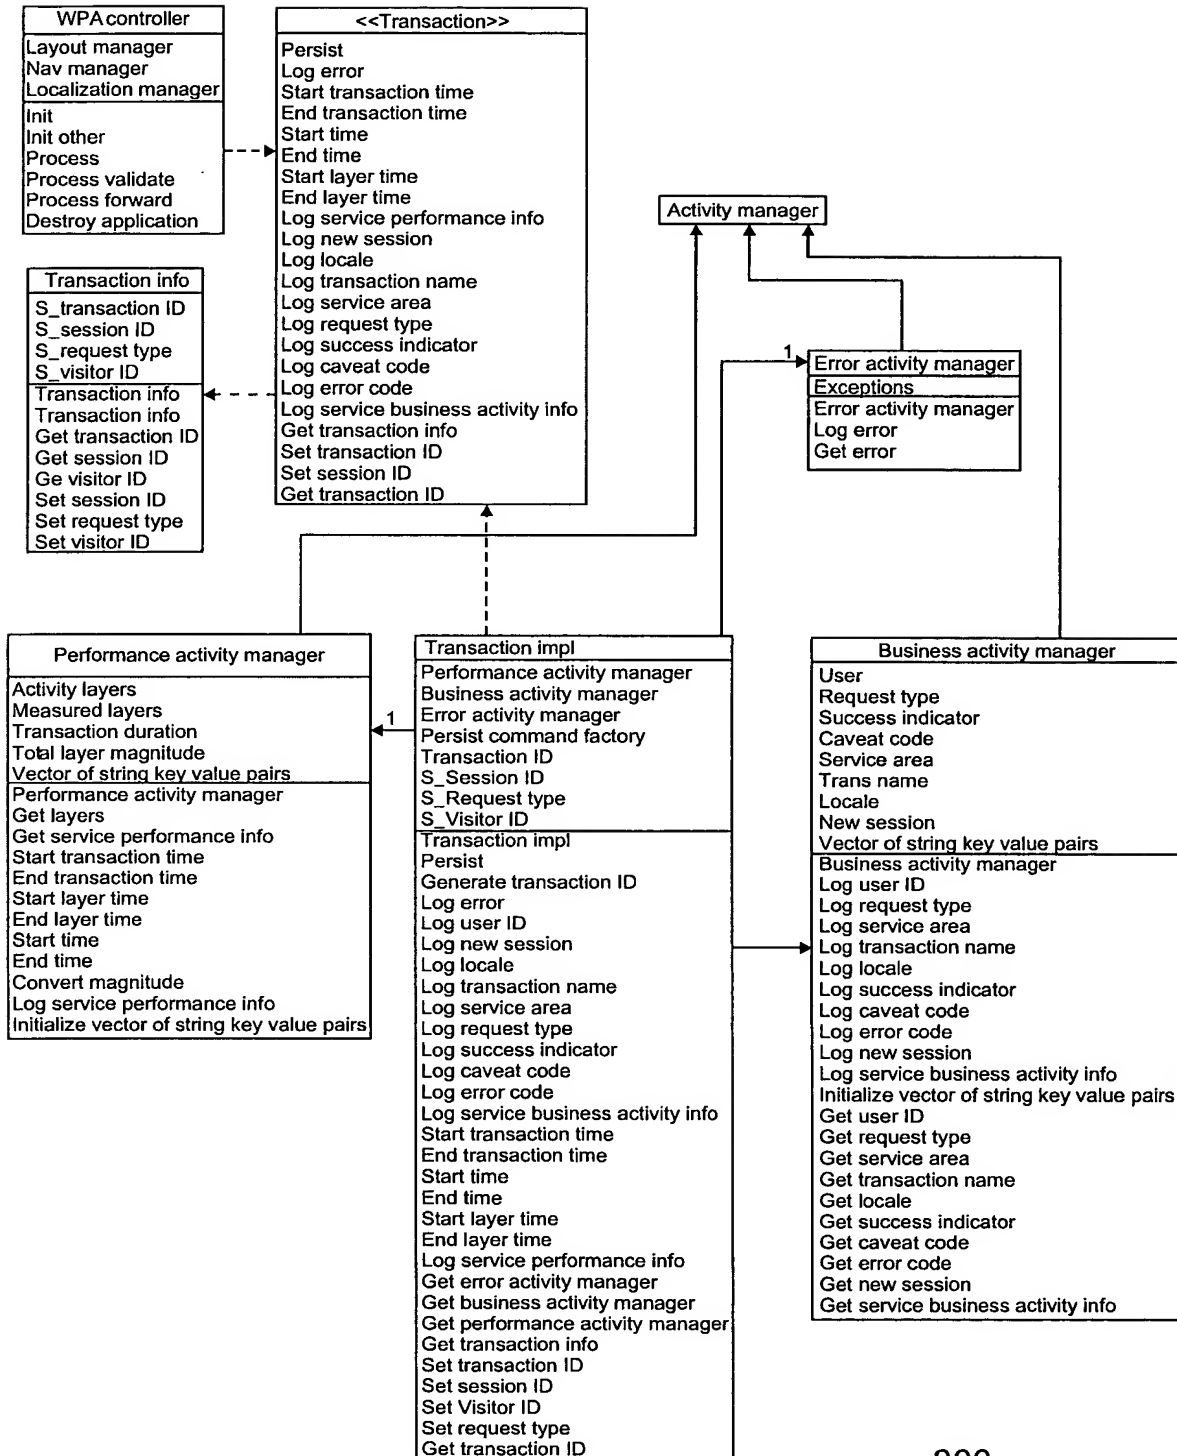 WPA controller
Layout manager
Nav manager
Localization manager
Init
Init other
Process
Process validate
Process forward
Destroy application
<<Transaction>>
Persist
Log error
Start transaction time
End transaction time
Start time
End time
Start layer time
End layer time
Log service performance info
Log new session
Log locale
Log transaction name
Log service area
Log request type
Log success indicator
Log caveat code
Log error code
Log service business activity info
Get transaction info
Set transaction ID
Set session ID
Get transaction ID
Activity manager
Transaction info
S_transaction ID
S_session ID
S_request type
S_visitor ID
Transaction info
Transaction info
Get transaction ID
Get session ID
Ge visitor ID
Set session ID
Set request type
Set visitor ID
1
Error activity manager
Exceptions
Error activity manager
Log error
Get error
Performance activity manager
Activity layers
Measured layers
Transaction duration
Total layer magnitude
Vector of string key value pairs
Performance activity manager
Get layers
Get service performance info
Start transaction time
End transaction time
Start layer time
End layer time
Start time
End time
Convert magnitude
Log service performance info
Initialize vector of string key value pairs
1
Transaction impl
Performance activity manager
Business activity manager
Error activity manager
Persist command factory
Transaction ID
S_Session ID
S_Request type
S_Visitor ID
Transaction impl
Persist
Generate transaction ID
Log error
Log user ID
Log new session
Log locale
Log transaction name
Log service area
Log request type
Log success indicator
Log caveat code
Log error code
Log service business activity info
Start transaction time
End transaction time
Start time
End time
Start layer time
End layer time
Log service performance info
Get error activity manager
Get business activity manager
Get performance activity manager
Get transaction info
Set transaction ID
Set session ID
Set Visitor ID
Set request type
Get transaction ID
Business activity manager
User
Request type
Success indicator
Caveat code
Service area
Trans name
Locale
New session
Vector of string key value pairs
Business activity manager
Log user ID
Log request type
Log service area
Log transaction name
Log locale
Log success indicator
Log caveat code
Log error code
Log new session
Log service business activity info
Initialize vector of string key value pairs
Get user ID
Get request type
Get service area
Get transaction name
Get locale
Get success indicator
Get caveat code
Get error code
Get new session
Get service business activity info